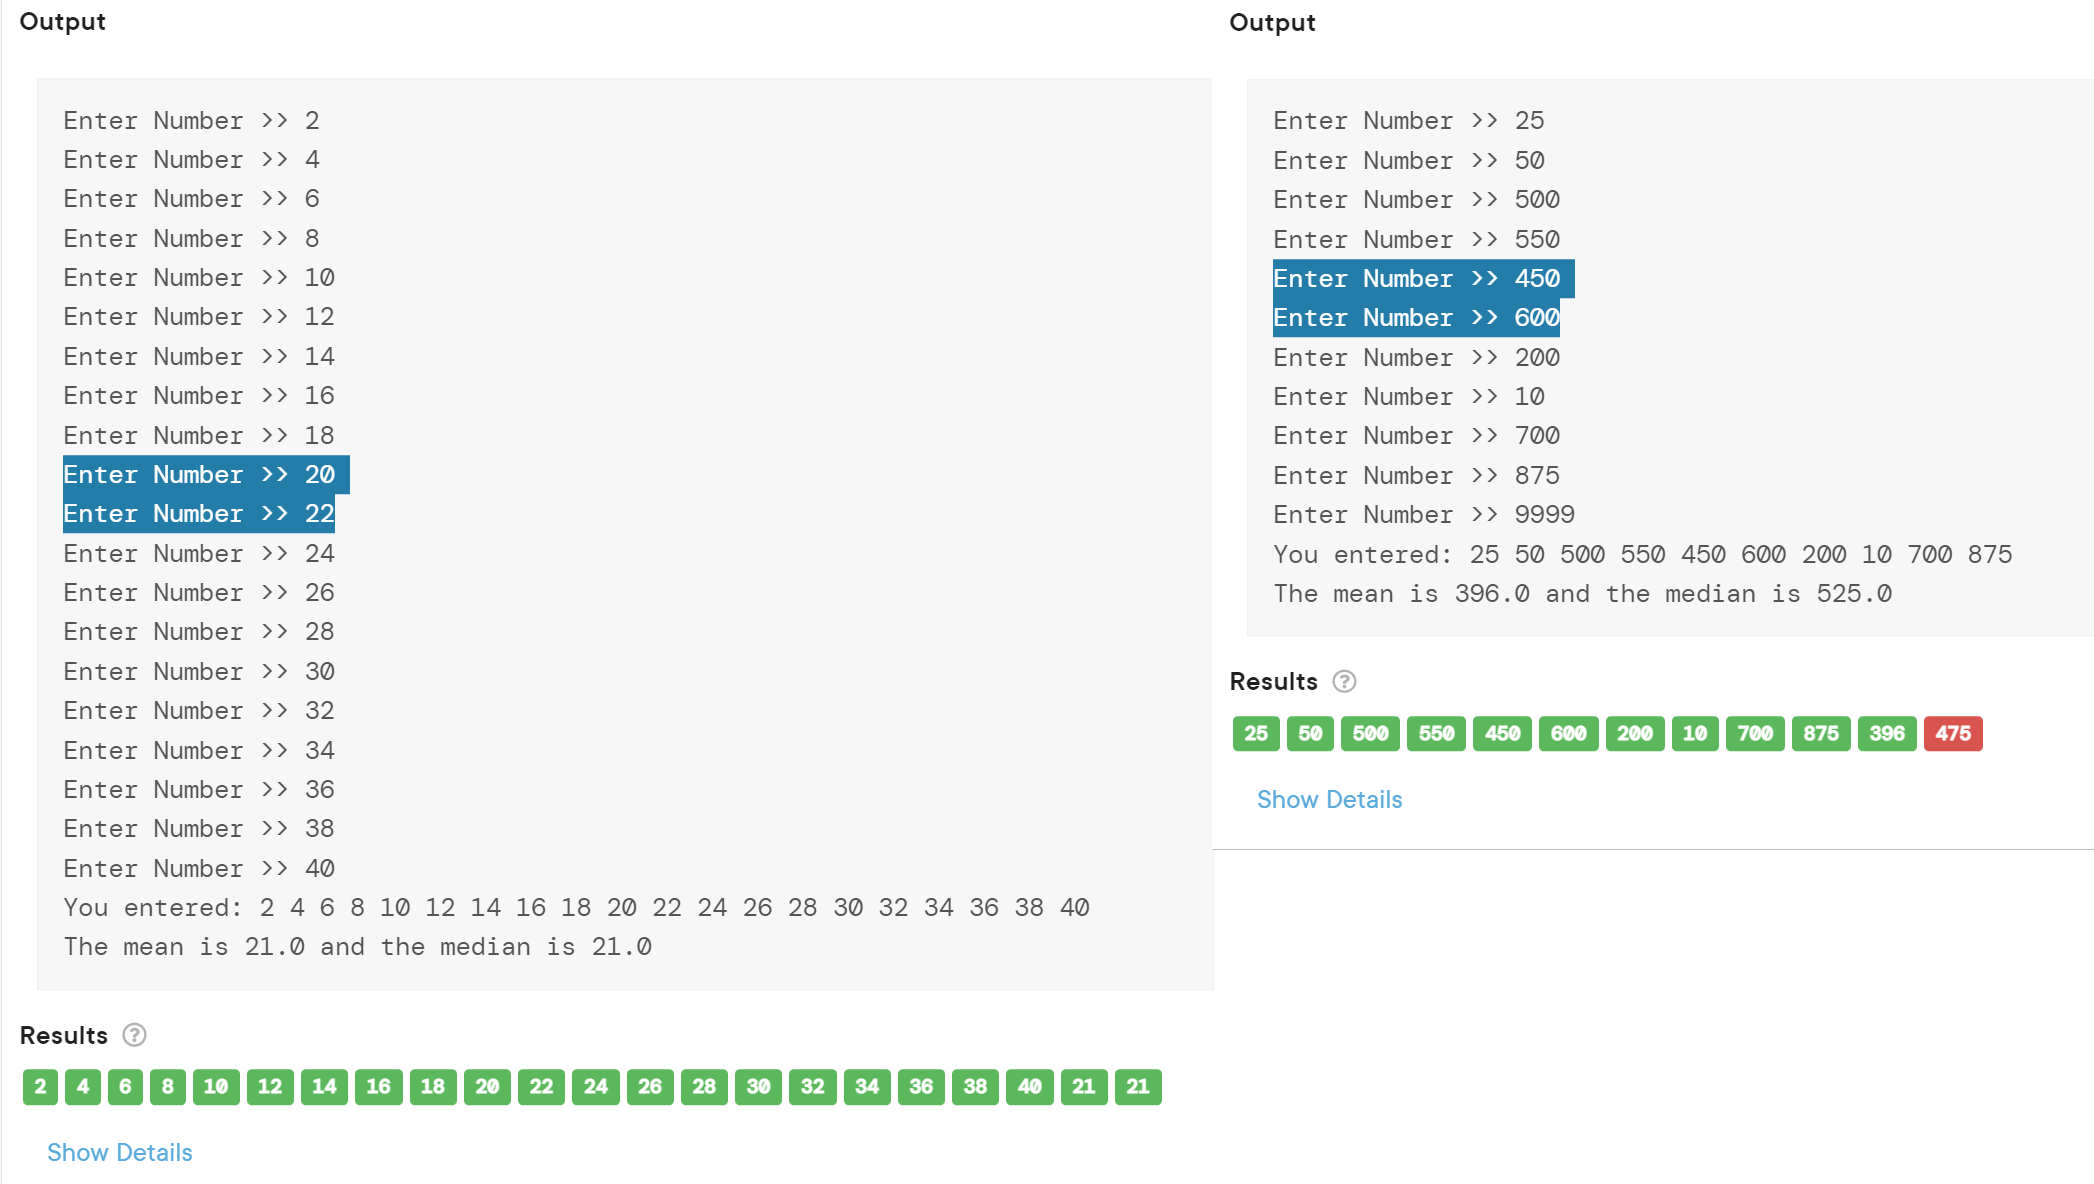 Output
Enter Number >> 2
Enter Number >> 4
Enter Number >> 6
Enter Number >> 8
Enter Number >> 10
Enter Number >> 12
Enter Number >> 14
Enter Number >> 16
Enter Number >> 18
Enter Number >> 20
Enter Number >> 22
Enter Number >> 24
Enter Number >> 26
Enter Number >> 28
Enter Number >> 30
Enter Number >> 32
Enter Number >> 34
Enter Number >> 36
Enter Number >> 38
Enter Number >> 40
You entered: 2 4 6 8 10 12 14 16 18 20 22 24 26 28 30 32 34 36 38 40
The mean is 21.0 and the median is 21.0
Results ?
2 4 6 8 10 12 14 16 18 20 22 24 26 28 30 32 34 36 38 40 21 21
Show Details
Output
Enter Number >> 25
Enter Number >> 50
Enter Number >> 500
Enter Number >> 550
Enter Number >> 450
Enter Number >> 600
Enter Number >> 200
Enter Number >> 10
Enter Number >> 700
Enter Number >> 875
Enter Number >> 9999
You entered: 25 50 500 550 450 600 200 10 700 875
The mean is 396.0 and the median is 525.0
Results ?
25 50 500 550 450 600 200 10 700 875 396 475
Show Details